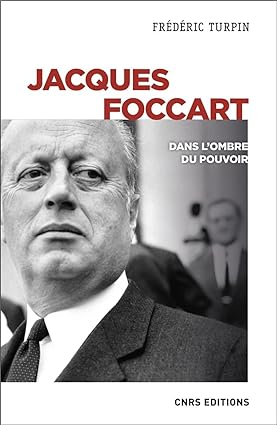 FRÉDÉRIC TURPIN
JACQUES
FOCCART
DANS L'OMBRE
DU POUVOIR
CNRS EDITIONS